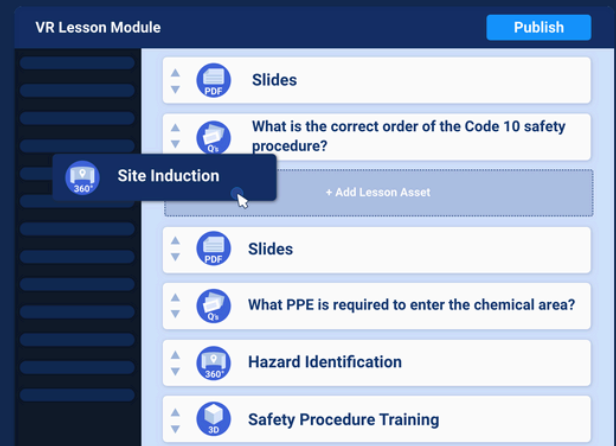 VR Lesson Module
Publish
PDF
Slides
Q's
What is the correct order of the Code 10 safety
procedure?
360°
Site Induction
+ Add Lesson Asset
PDF
Slides
Q's
What PPE is required to enter the chemical area?
360°
Hazard Identification
3D
Safety Procedure Training